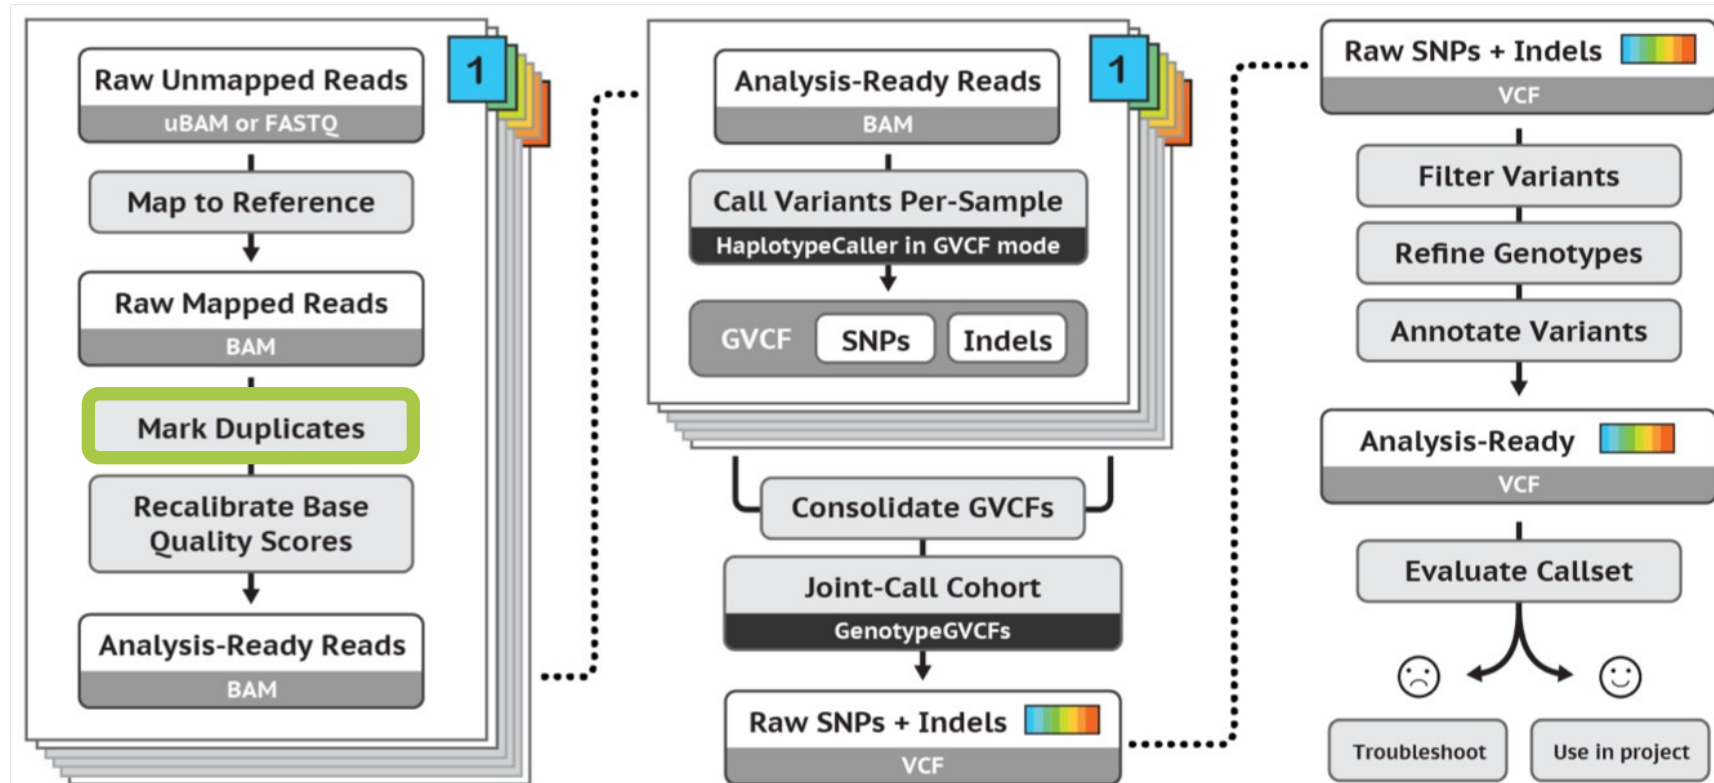 1
Raw Unmapped Reads
uBAM or FASTQ
Map to Reference
Raw Mapped Reads
BAM
Mark Duplicates
Recalibrate Base
Quality Scores
Analysis-Ready Reads
BAM
1
Analysis-Ready Reads
BAM
Call Variants Per-Sample
HaplotypeCaller in GVCF mode
GVCF SNPs Indels
Consolidate GVCFs
Joint-Call Cohort
GenotypeGVCFs
Raw SNPs + Indels
VCF
Raw SNPs + Indels
VCF
Filter Variants
Refine Genotypes
Annotate Variants
Analysis-Ready
VCF
Evaluate Callset
Troubleshoot Use in project